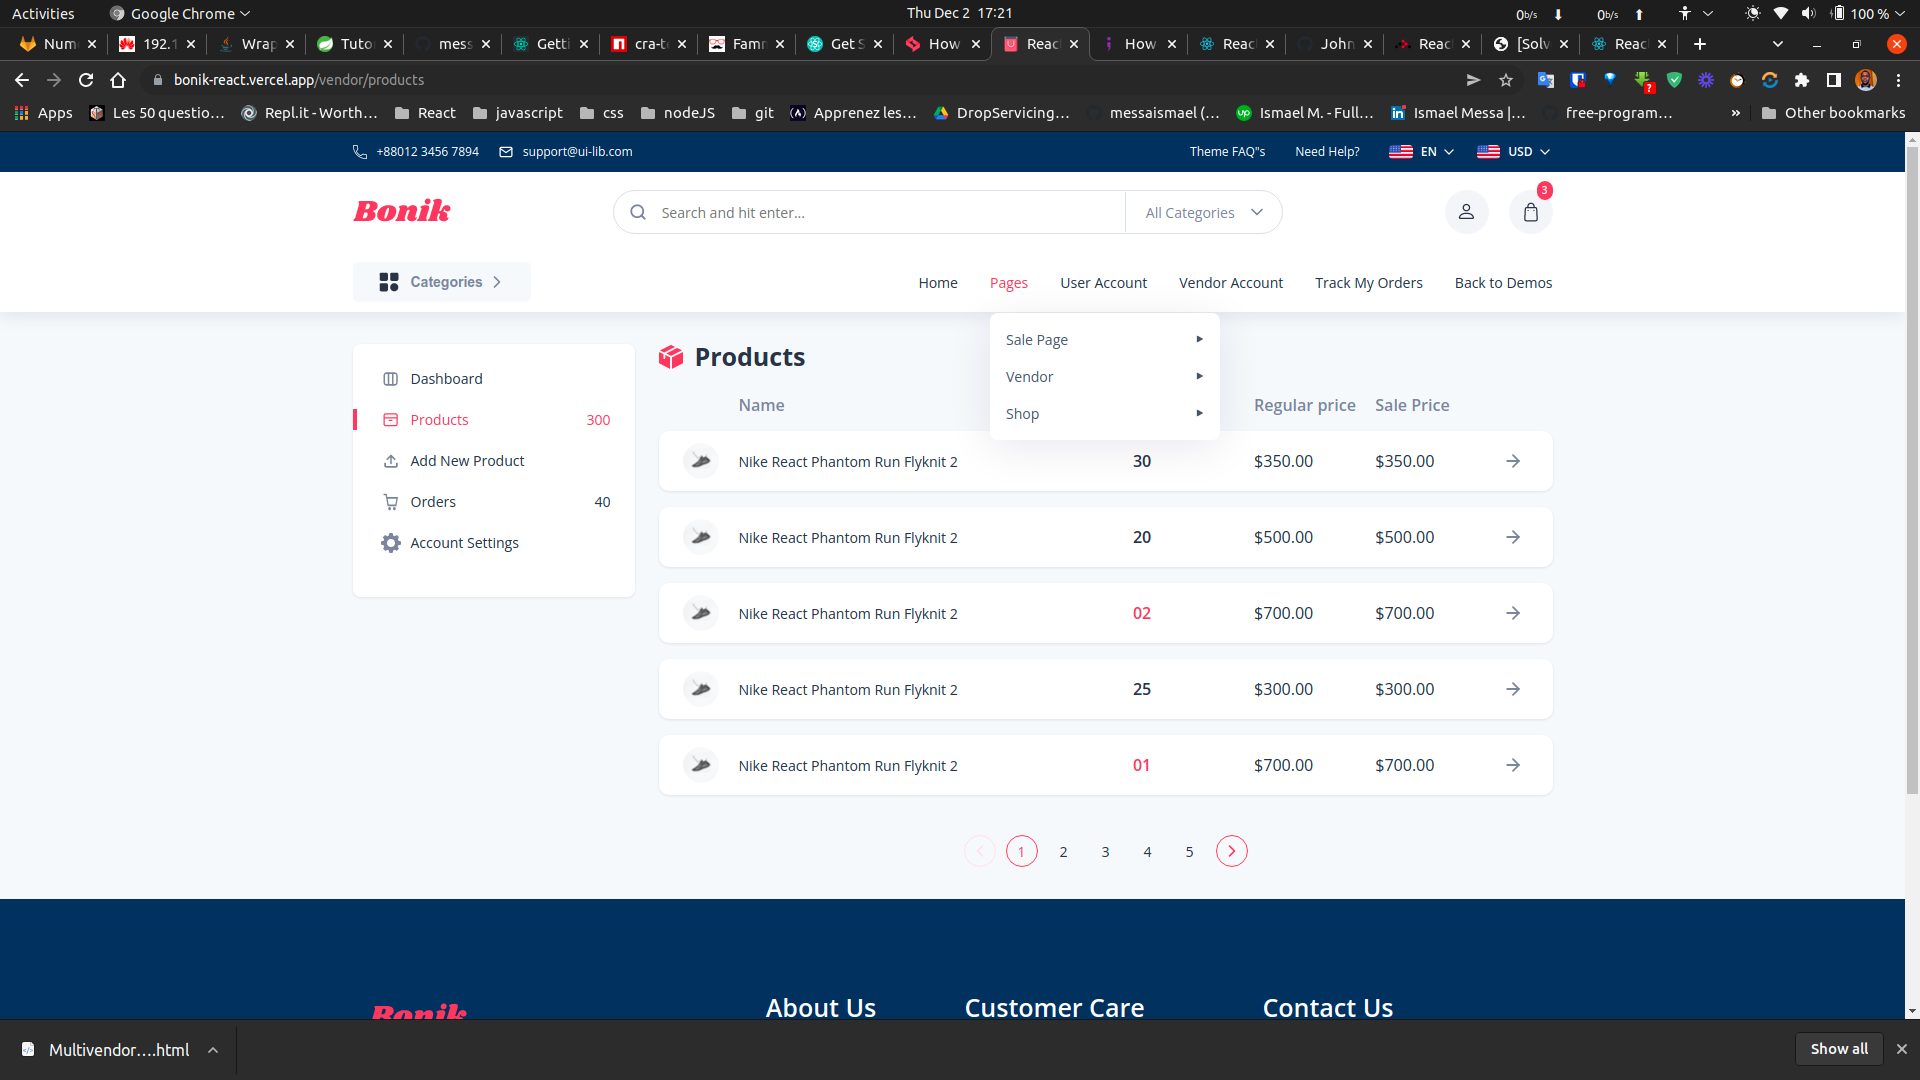 Activities Google Chrome Thu Dec 2 17:21 0b/s 0b/s 100 %
Num 192.1 Wrap Tuto mess Getti cra-t Famr Get S How Reac How Reac John Reac [Solv Reac
bonik-react.vercel.app/vendor/products
Apps Les 50 questio... Repl.it - Worth... React javascript css nodeJS git Apprenez les... DropServicing... messaismael (... Ismael M. - Full... Ismael Messa |... free-program... » Other bookmarks
+88012 3456 7894 support@ui-lib.com Theme FAQ"s Need Help? EN USD
Bonik Search and hit enter... All Categories 3
Categories Home Pages User Account Vendor Account Track My Orders Back to Demos
Sale Page
Vendor
Shop
Dashboard
Products 300
Add New Product
Orders 40
Account Settings
Products
Name Regular price Sale Price
Nike React Phantom Run Flyknit 2 30 $350.00 $350.00
Nike React Phantom Run Flyknit 2 20 $500.00 $500.00
Nike React Phantom Run Flyknit 2 02 $700.00 $700.00
Nike React Phantom Run Flyknit 2 25 $300.00 $300.00
Nike React Phantom Run Flyknit 2 01 $700.00 $700.00
1 2 3 4 5
Bonik About Us Customer Care Contact Us
Multivendor....html Show all